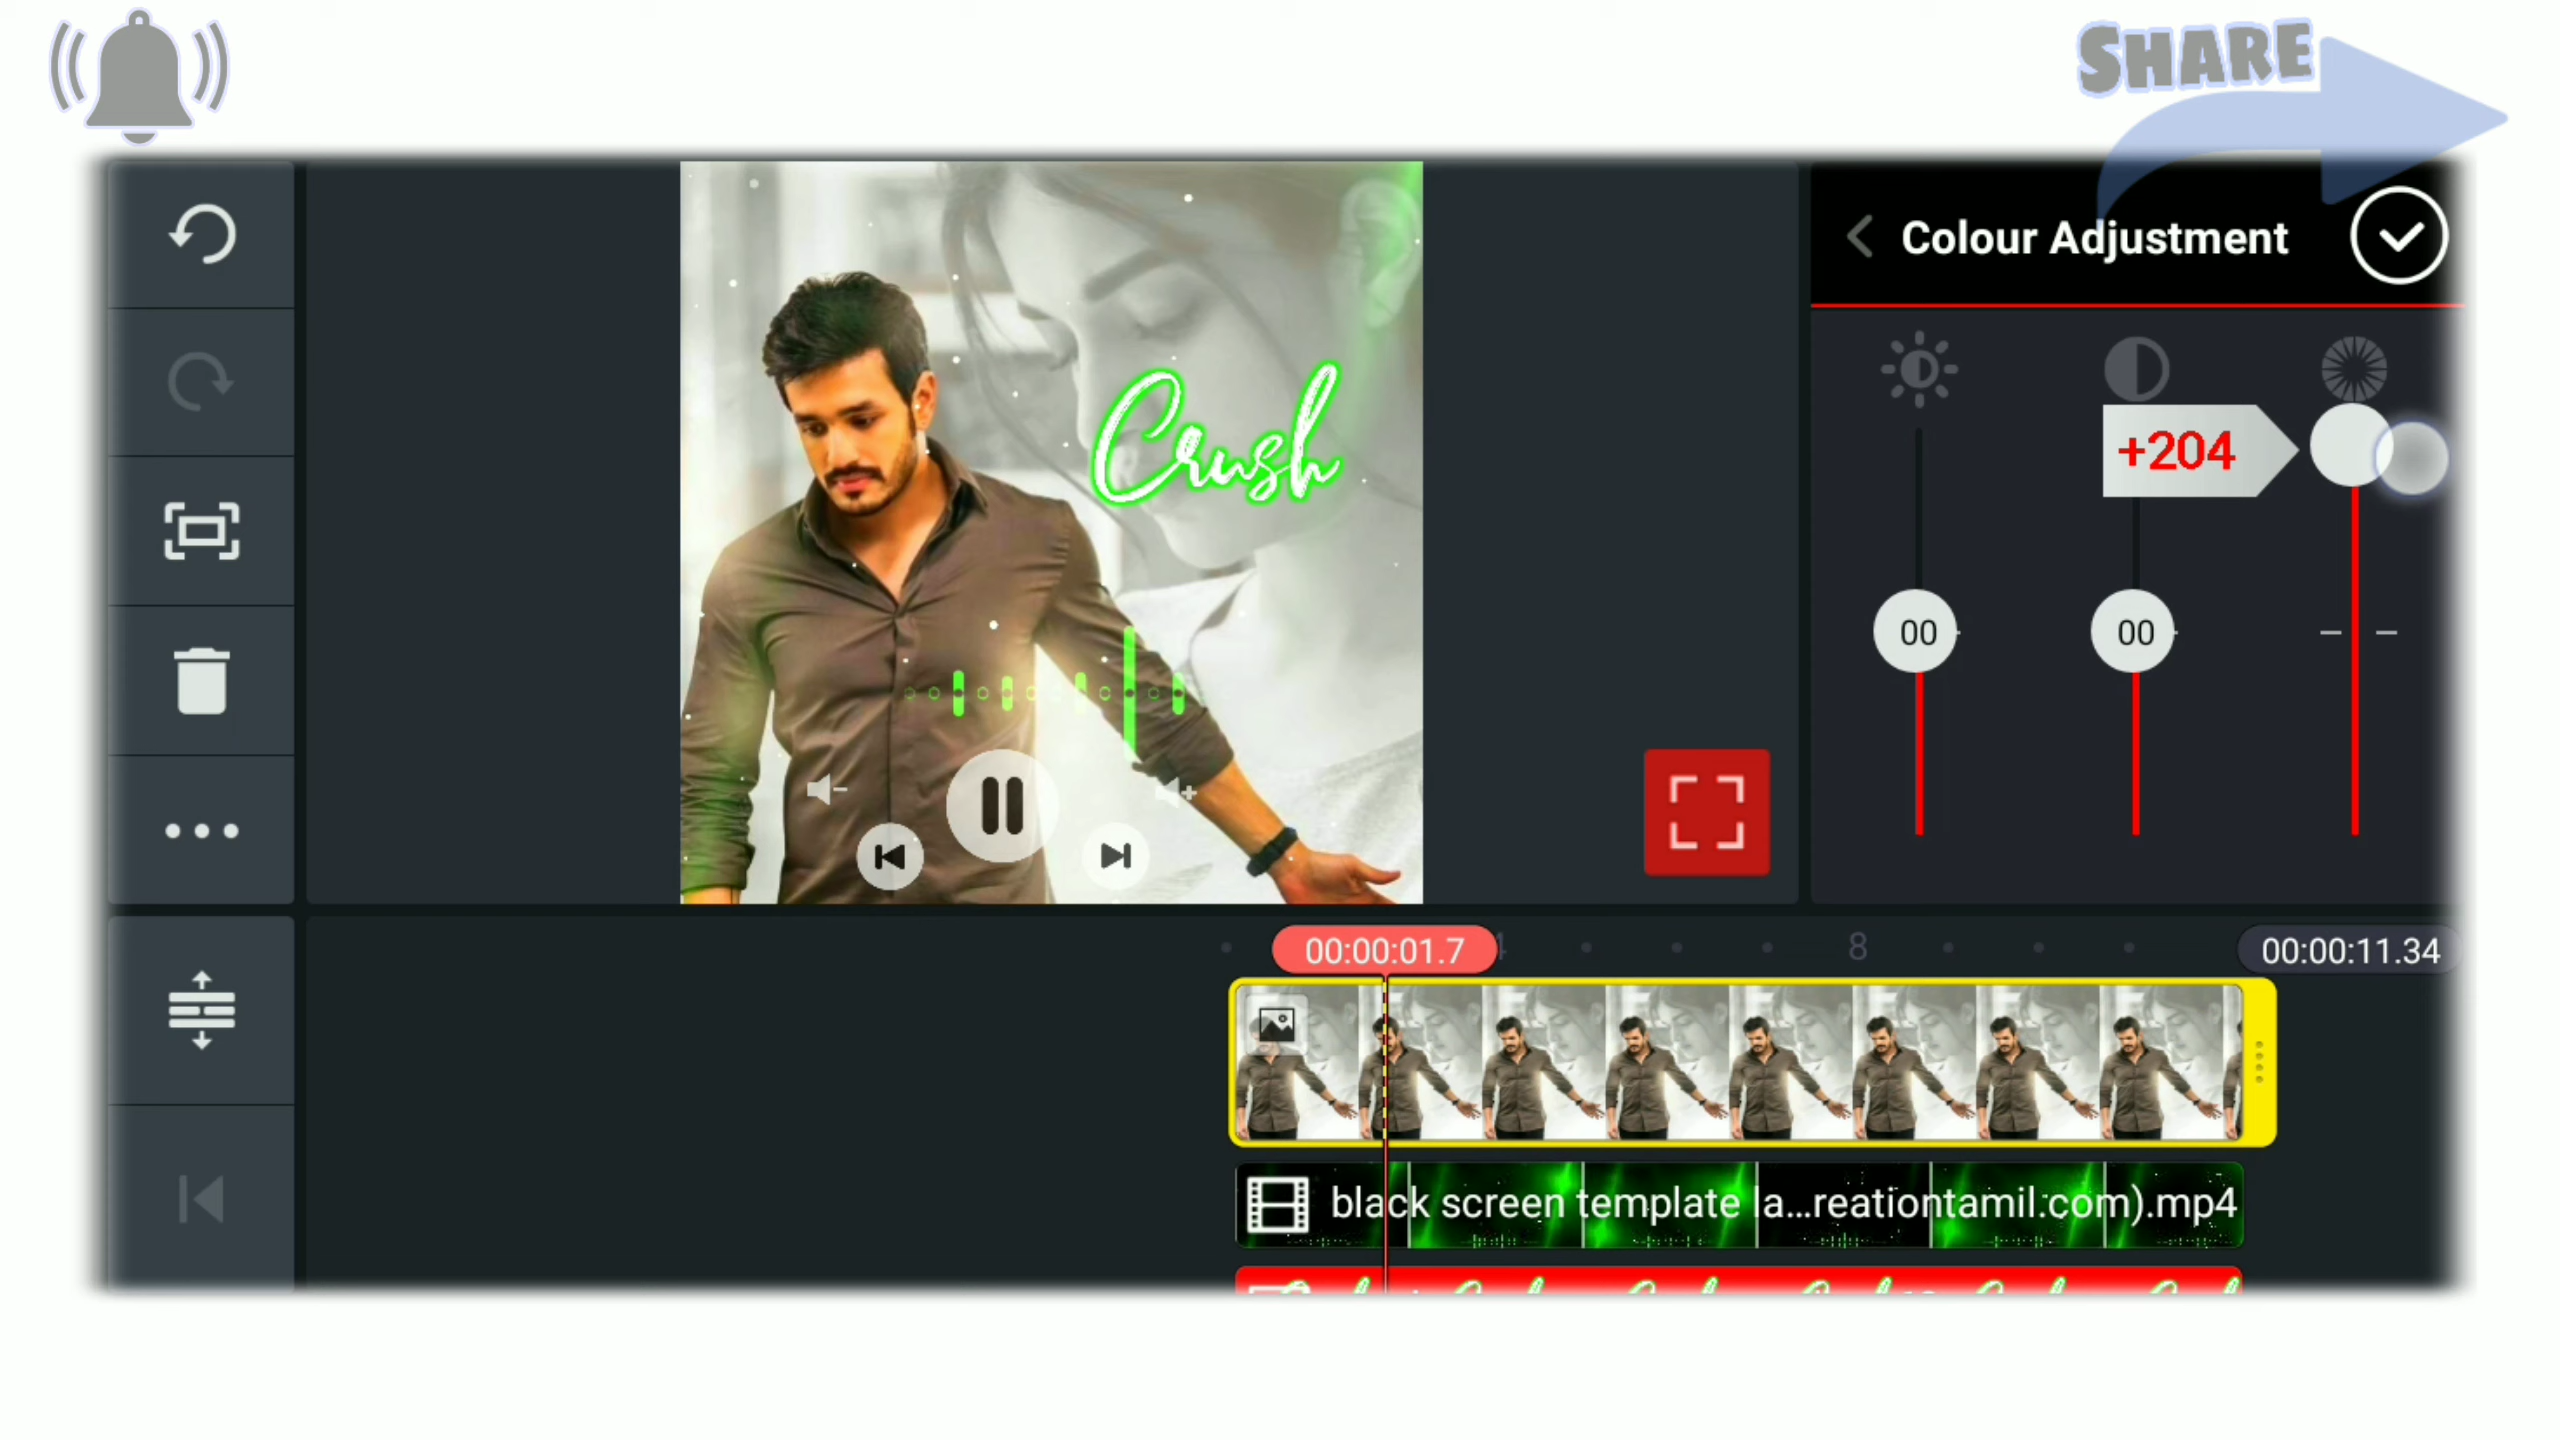 SHARE
Colour Adjustment
Crush
+204
00
00
00:00:01.7
8
00:00:11.34
black screen template la...reationtamil.com).mp4